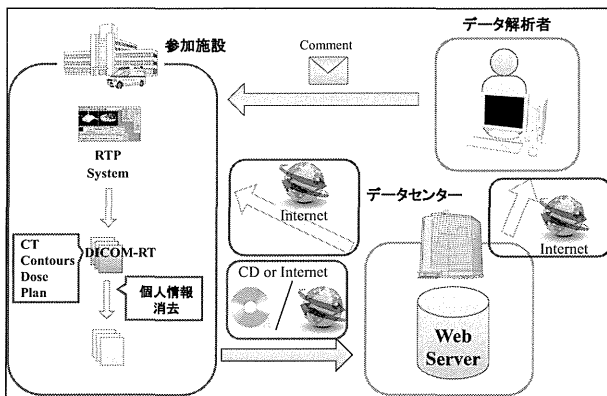 参加施設
データ解析者
Comment
RTP
System
Internet
データセンター
Internet
CT
Contours
Dose
Plan
DICOM-RT
個人情報
消去
CD or Internet
Web
Server